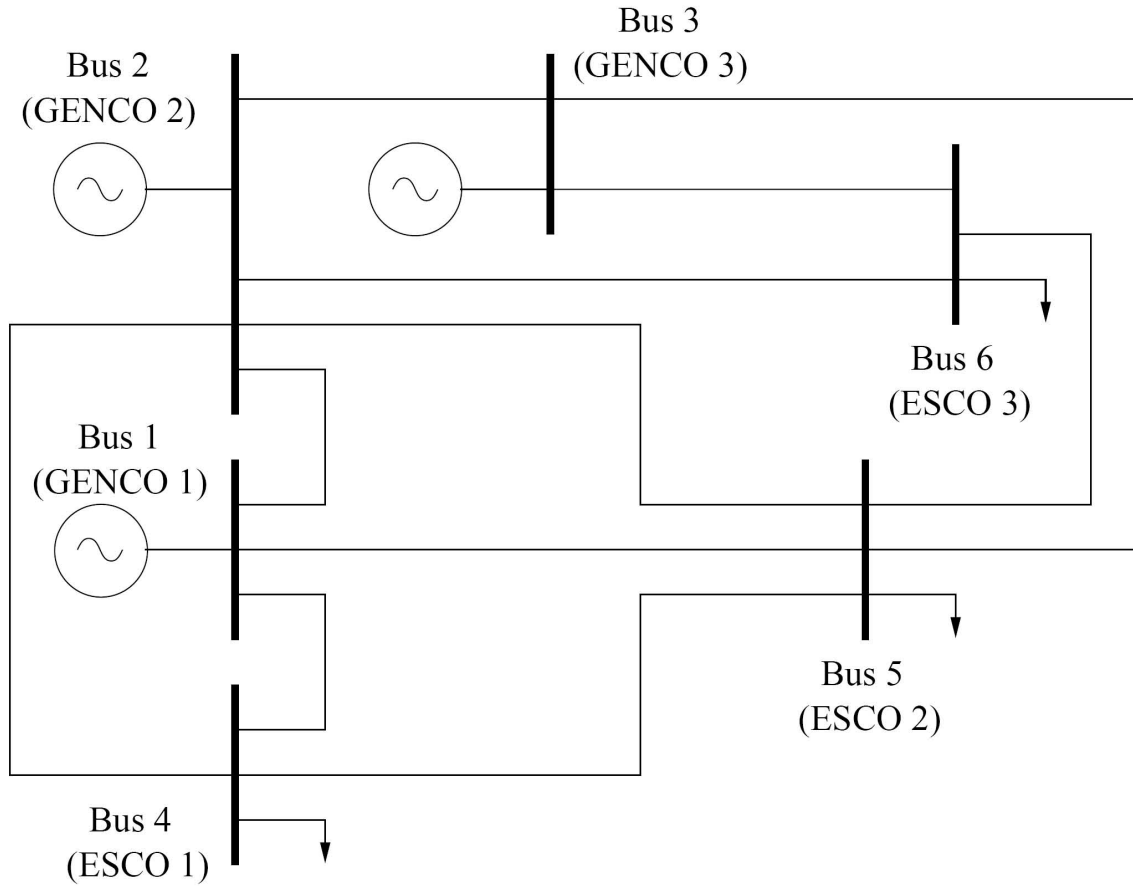 Bus 3
(GENCO 3)
Bus 2
(GENCO 2)
Bus 6
(ESCO 3)
Bus 1
(GENCO 1)
Bus 5
(ESCO 2)
Bus 4
(ESCO 1)